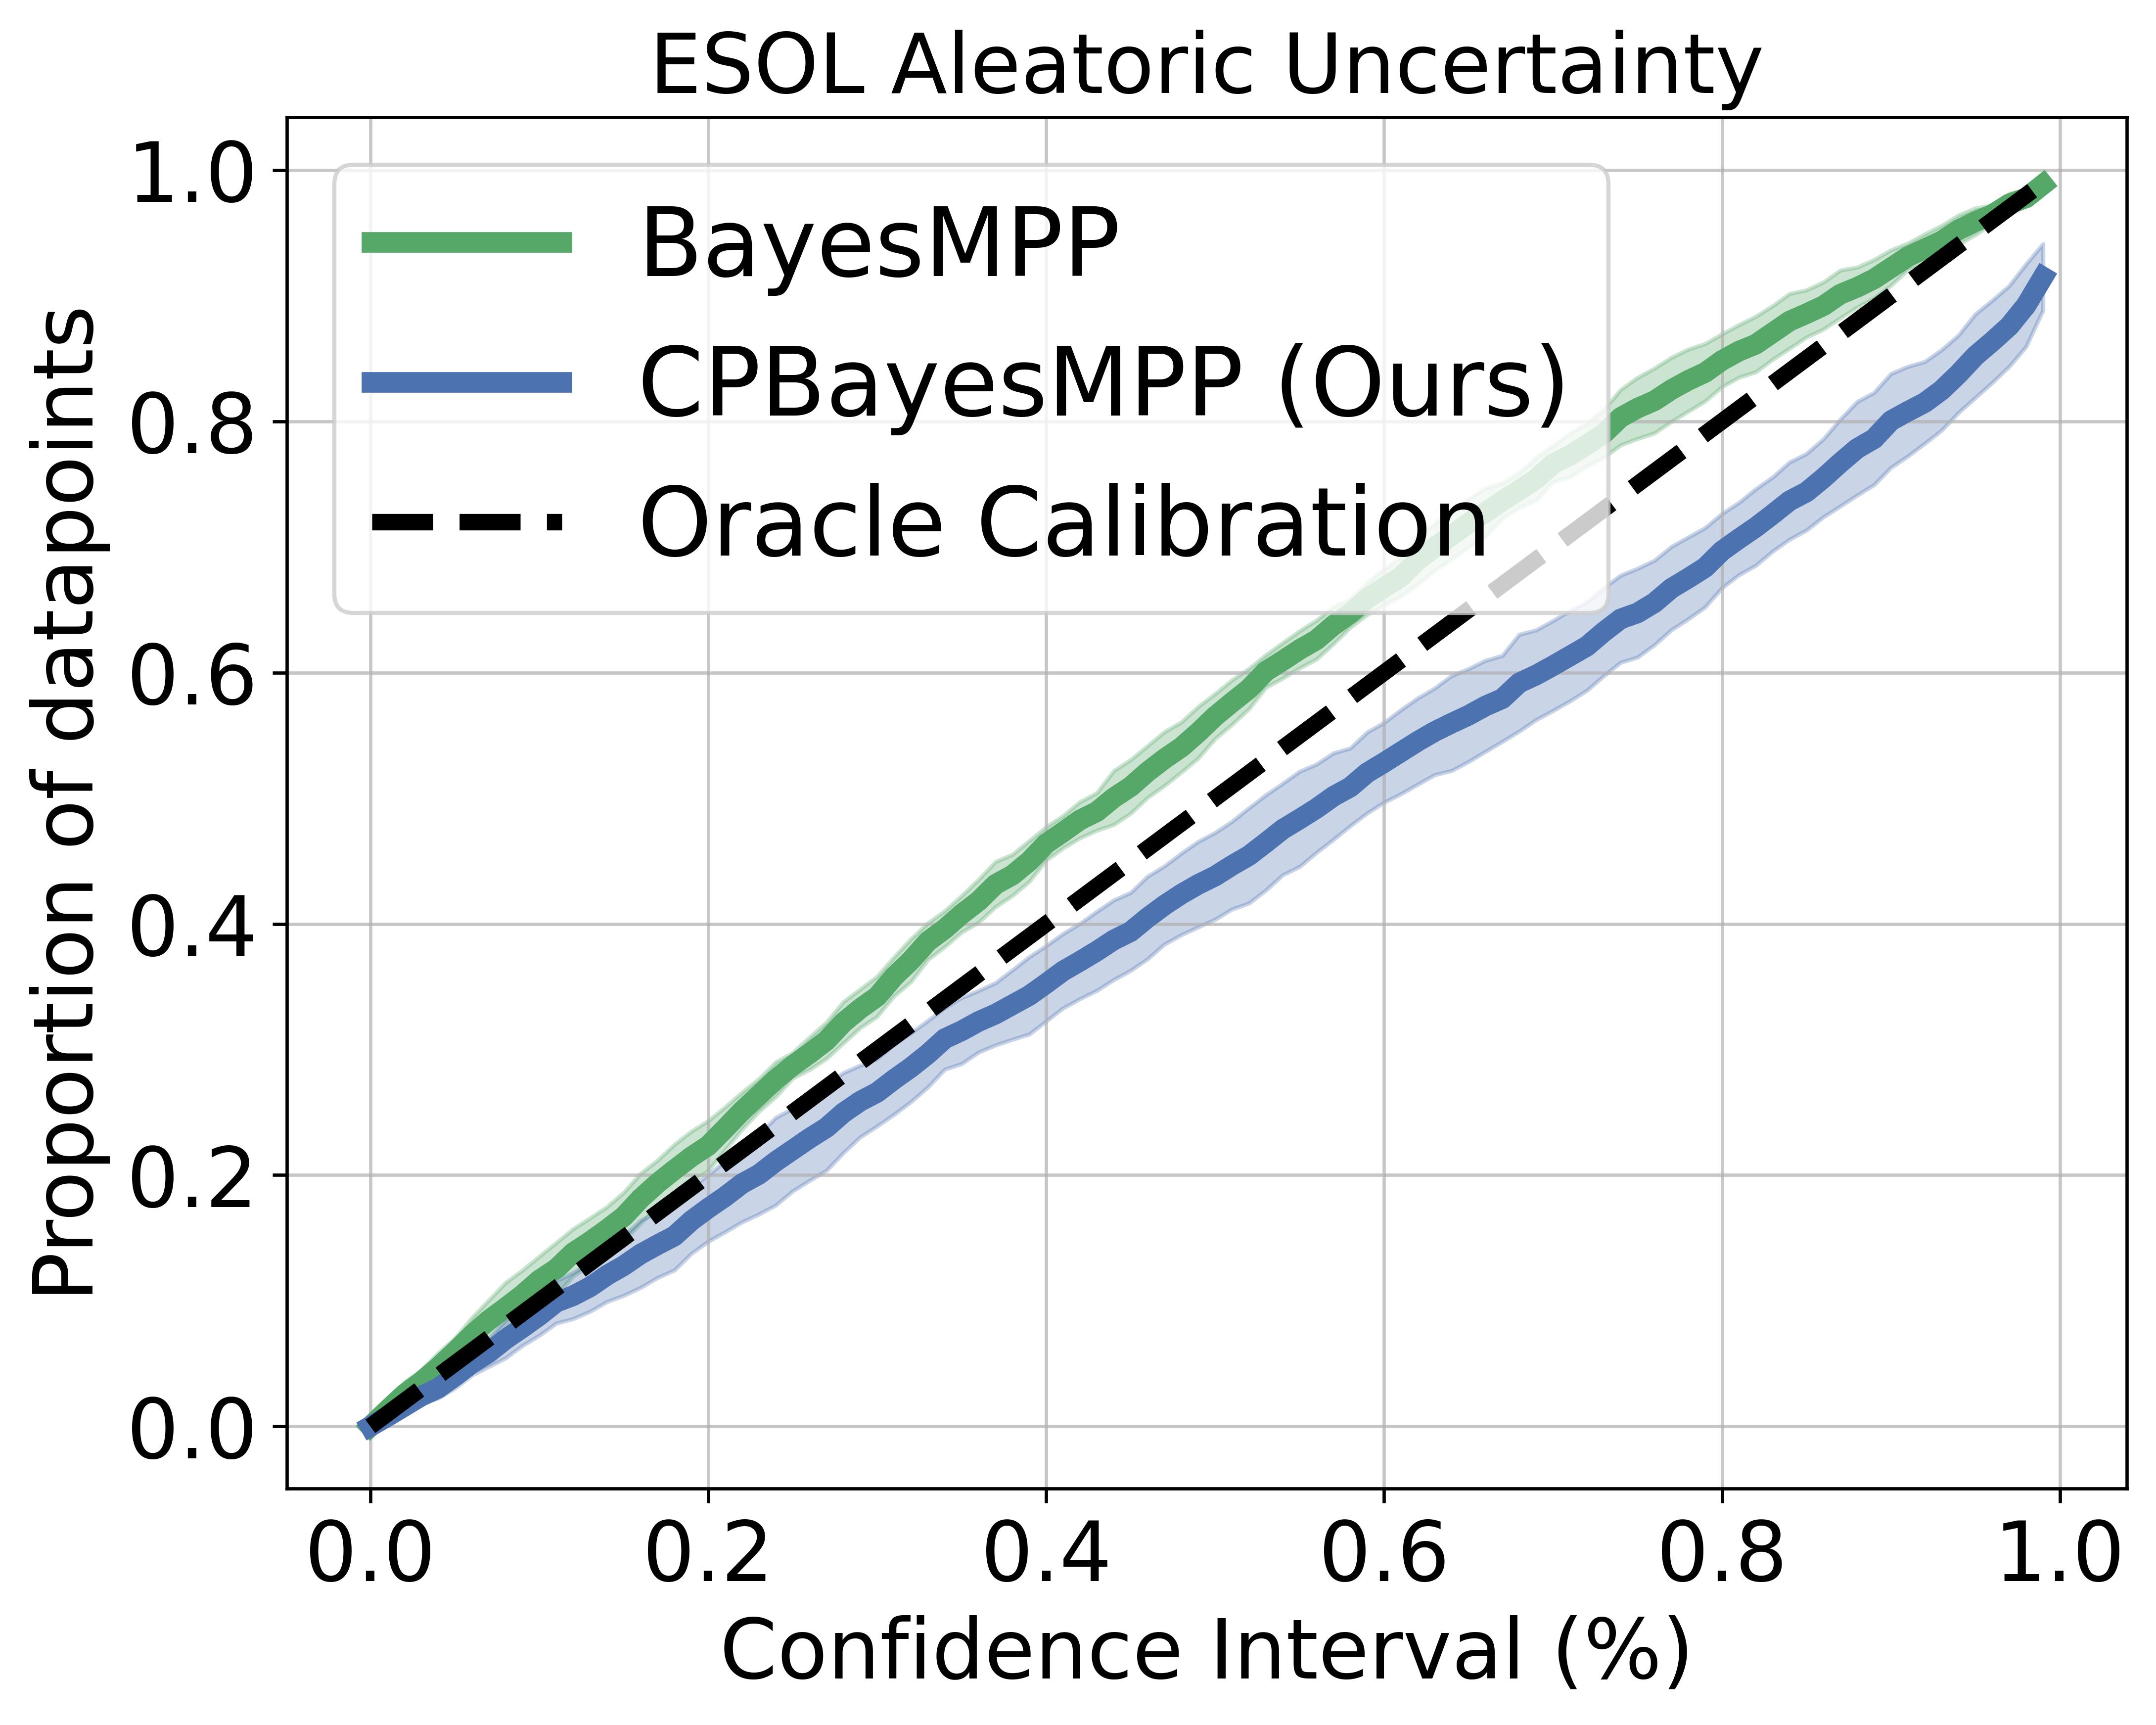 ESOL Aleatoric Uncertainty
BayesMPP
CPBayesMPP (Ours)
Oracle Calibration
Proportion of datapoints
1.0
0.8
0.6
0.4
0.2
0.0
0.0 0.2 0.4 0.6 0.8 1.0
Confidence Interval (%)